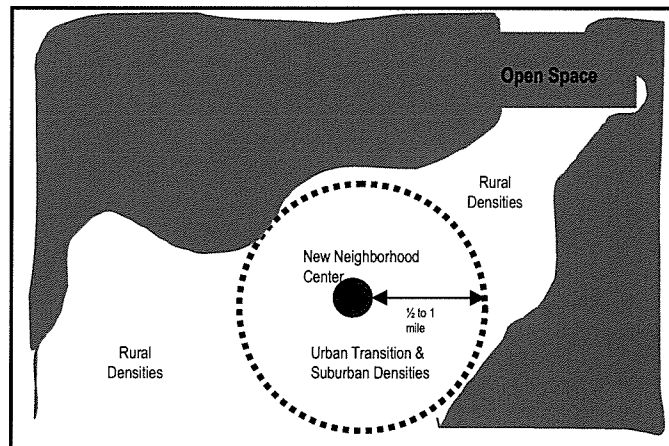 Open Space
Rural
Densities
New Neighborhood
Center
½ to 1
mile
Rural
Densities
Urban Transition &
Suburban Densities